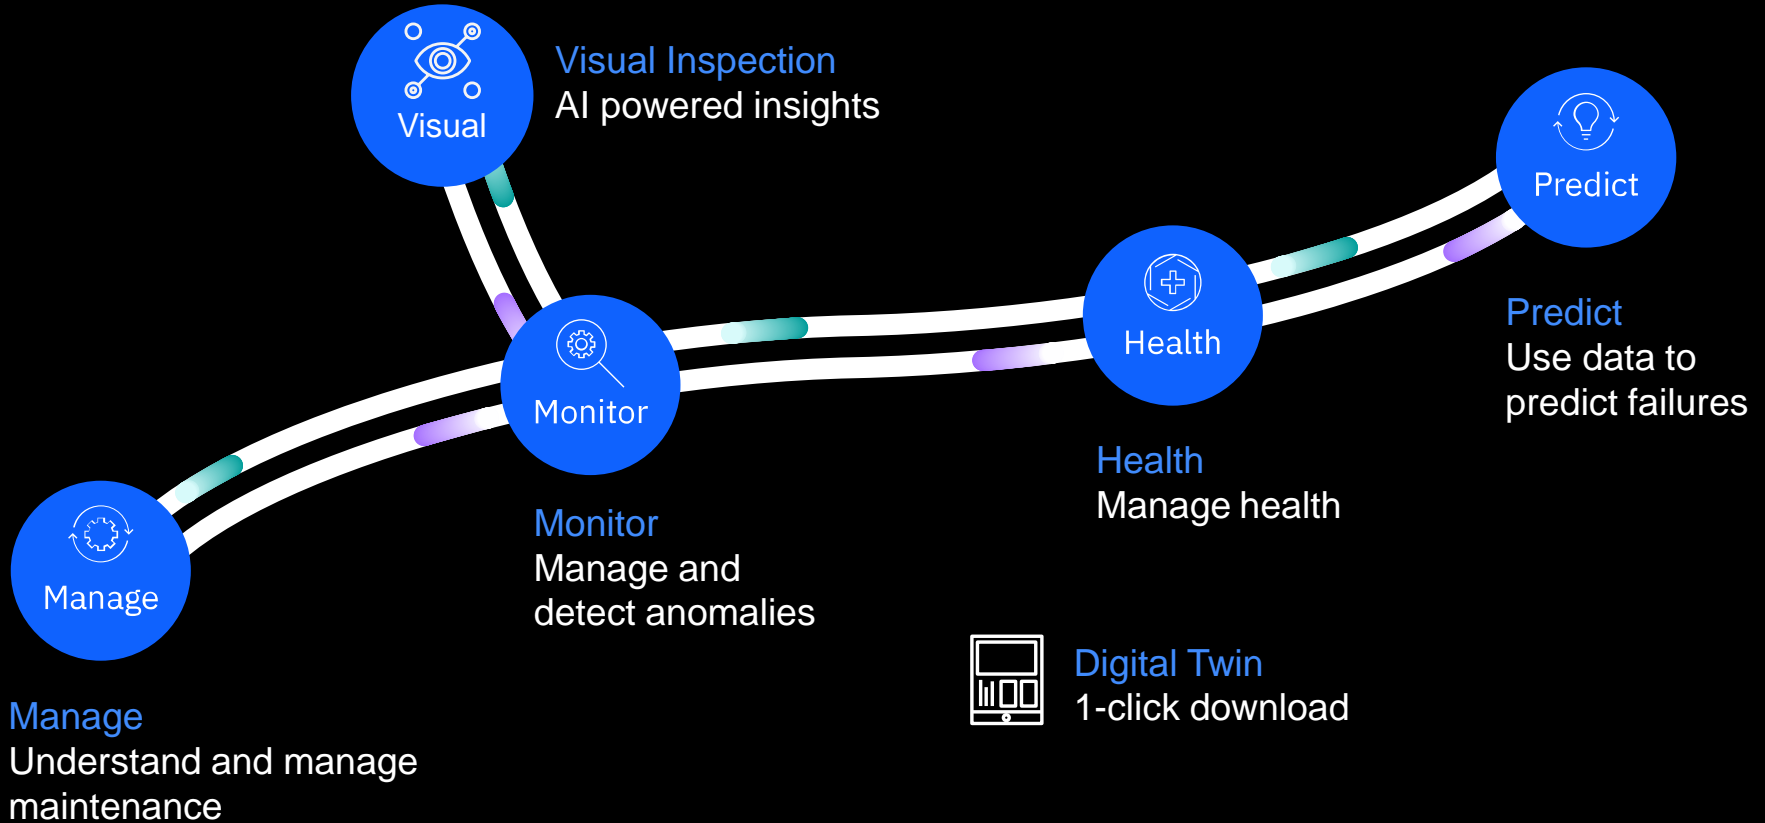 Visual
Visual Inspection
AI powered insights
Predict
Predict
Use data to
predict failures
Health
Health
Manage health
Monitor
Monitor
Manage and
detect anomalies
Manage
Manage
Understand and manage
maintenance
Digital Twin
1-click download